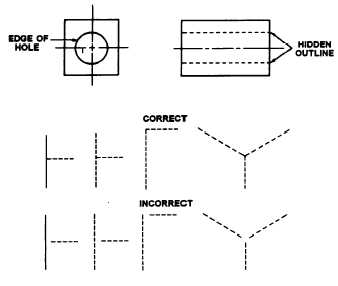 EDGE OF
HOLE
HIDDEN
OUTLINE
CORRECT
INCORRECT